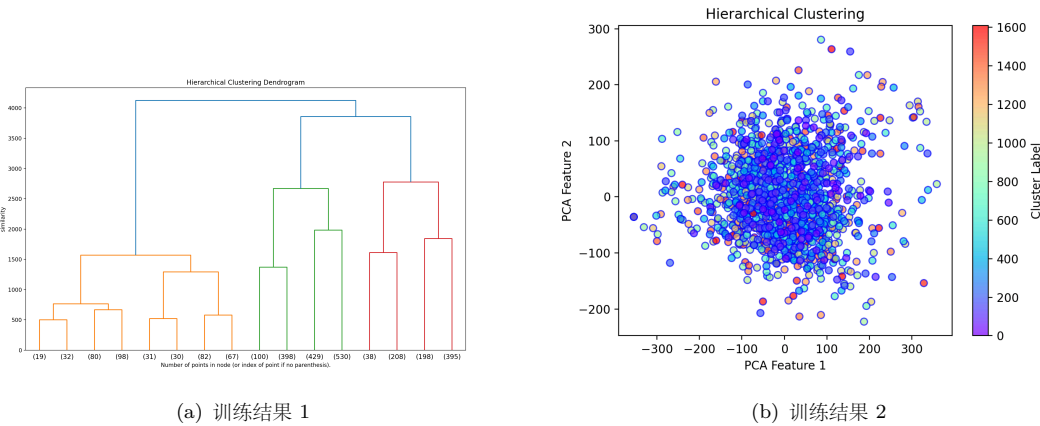 Hierarchical Clustering Dendrogram
4000
3500
3000
2500
2000
1500
1000
500
0
similarity
(19) (32) (80) (98) (31) (30) (82) (67) (100) (398) (429) (530) (38) (208) (198) (395)
Number of points in node (or index of point if no parenthesis).
(a) 训练结果 1
Hierarchical Clustering
300
200
100
0
−100
−200
PCA Feature 2
−300 −200 −100 0 100 200 300
PCA Feature 1
1600
1400
1200
1000
800
600
400
200
0
Cluster Label
(b) 训练结果 2